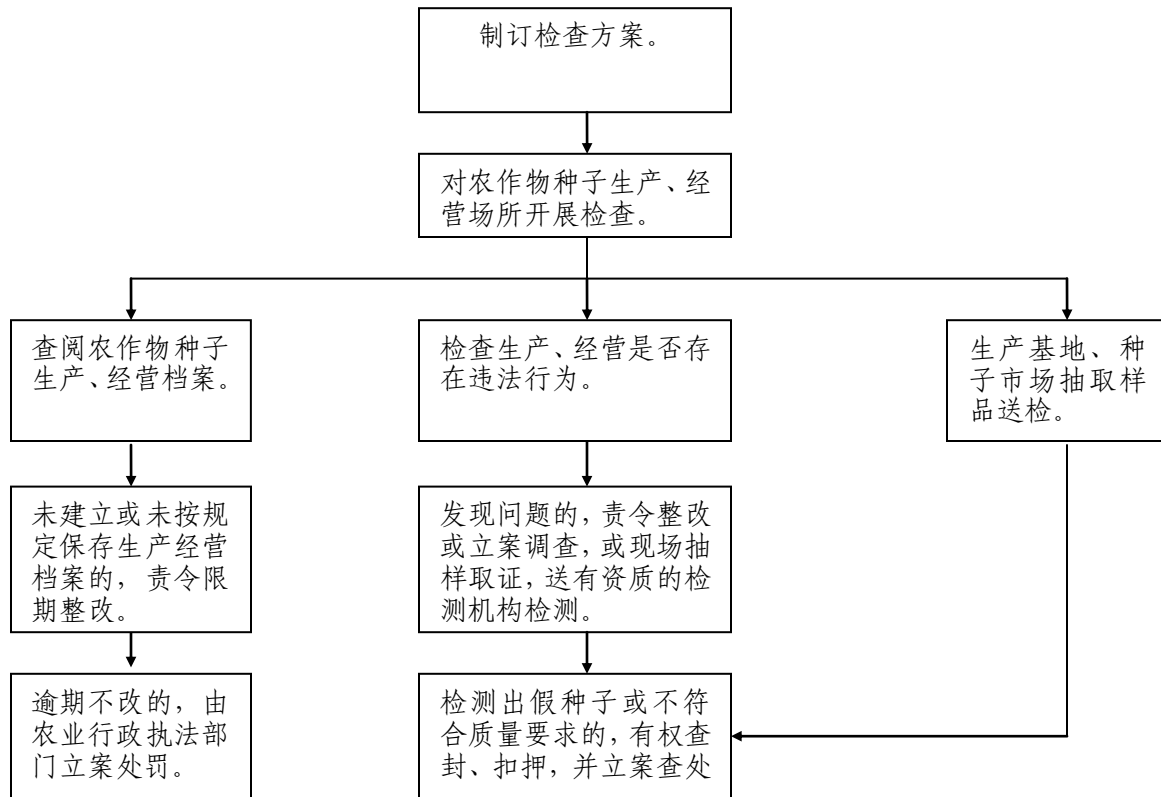 制订检查方案。
对农作物种子生产、经
营场所开展检查。
查阅农作物种子
生产、经营档案。
检查生产、经营是否存
在违法行为。
生产基地、种
子市场抽取样
品送检。
未建立或未按规
定保存生产经营
档案的，责令限
期整改。
发现问题的，责令整改
或立案调查，或现场抽
样取证，送有资质的检
测机构检测。
逾期不改的，由
农业行政执法部
门立案处罚。
检测出假种子或不符
合质量要求的，有权查
封、扣押，并立案查处